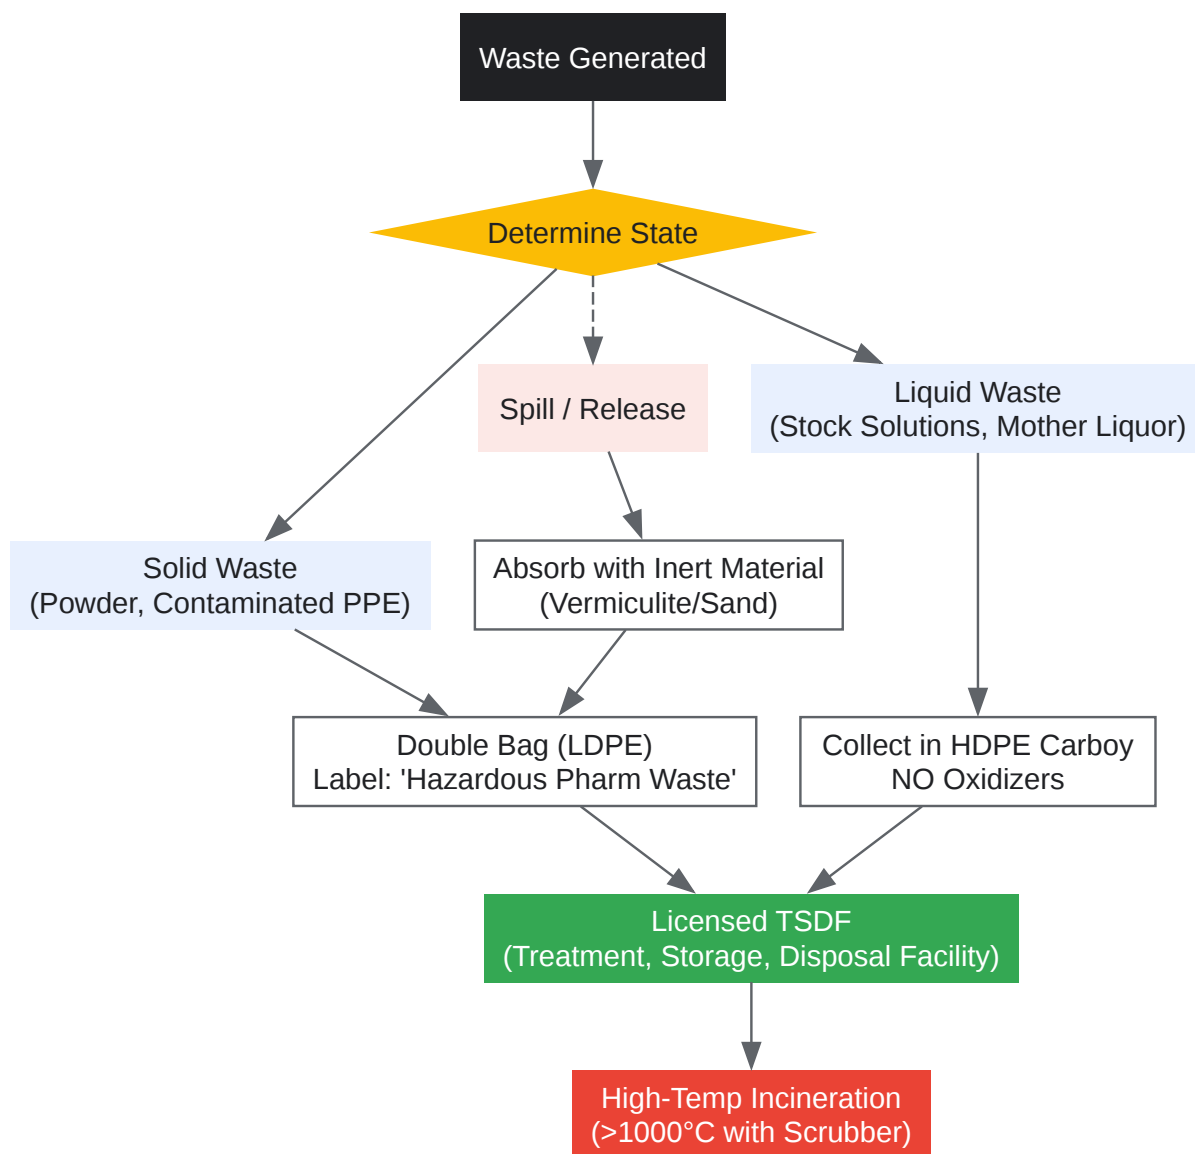 Waste Generated
Determine State
Spill / Release
Liquid Waste
(Stock Solutions, Mother Liquor)
Solid Waste
(Powder, Contaminated PPE)
Absorb with Inert Material
(Vermiculite/Sand)
Double Bag (LDPE)
Label: 'Hazardous Pharm Waste'
Collect in HDPE Carboy
NO Oxidizers
Licensed TSDF
(Treatment, Storage, Disposal Facility)
High-Temp Incineration
(>1000°C with Scrubber)